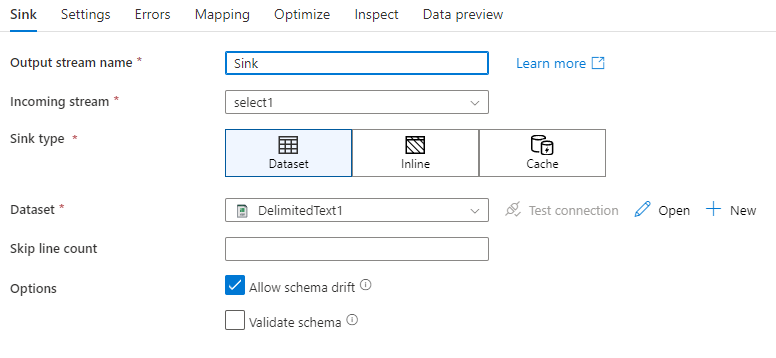 Sink Settings Errors Mapping Optimize Inspect Data preview
Output stream name * Sink Learn more
Incoming stream * select1
Sink type * Dataset Inline Cache
Dataset * DelimitedText1 Test connection Open New
Skip line count
Options Allow schema drift
Validate schema